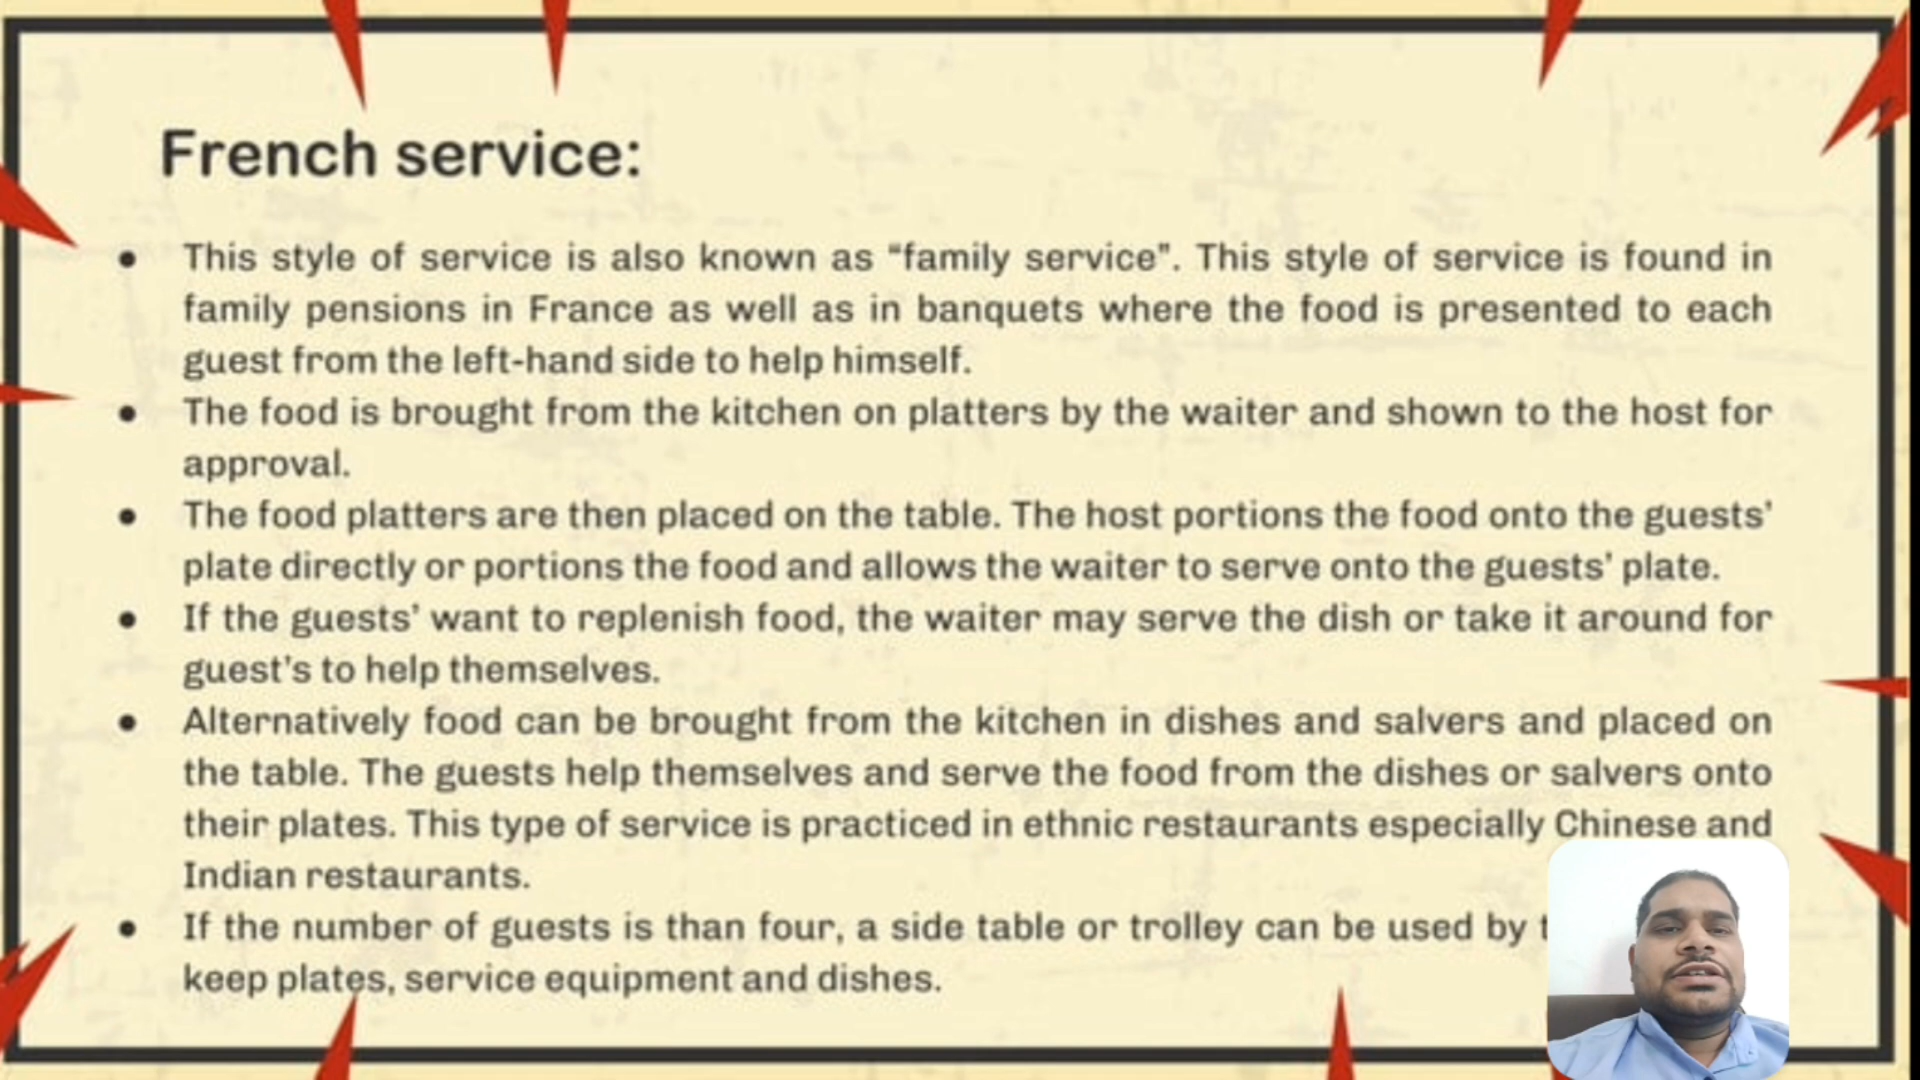 French service:
● This style of service is also known as “family service”. This style of service is found in
family pensions in France as well as in banquets where the food is presented to each
guest from the left-hand side to help himself.
● The food is brought from the kitchen on platters by the waiter and shown to the host for
approval.
● The food platters are then placed on the table. The host portions the food onto the guests’
plate directly or portions the food and allows the waiter to serve onto the guests’ plate.
● If the guests’ want to replenish food, the waiter may serve the dish or take it around for
guest’s to help themselves.
● Alternatively food can be brought from the kitchen in dishes and salvers and placed on
the table. The guests help themselves and serve the food from the dishes or salvers onto
their plates. This type of service is practiced in ethnic restaurants especially Chinese and
Indian restaurants.
● If the number of guests is than four, a side table or trolley can be used by
keep plates, service equipment and dishes.